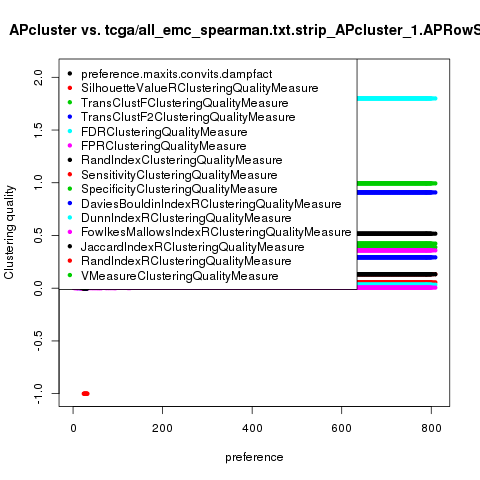 APcluster vs. tcga/all_emc_spearman.txt.strip_APcluster_1.APRowS
2.0
1.5
1.0
0.5
0.0
-0.5
-1.0
Clustering quality
preference.maxits.convits.dampfact
SilhouetteValueRClusteringQualityMeasure
TransClustFClusteringQualityMeasure
TransClustF2ClusteringQualityMeasure
FDRClusteringQualityMeasure
FPRClusteringQualityMeasure
RandIndexClusteringQualityMeasure
SensitivityClusteringQualityMeasure
SpecificityClusteringQualityMeasure
DaviesBouldinIndexRClusteringQualityMeasure
DunnIndexRClusteringQualityMeasure
FowlkesMallowsIndexRClusteringQualityMeasure
JaccardIndexRClusteringQualityMeasure
RandIndexRClusteringQualityMeasure
VMeasureClusteringQualityMeasure
0 200 400 600 800
preference